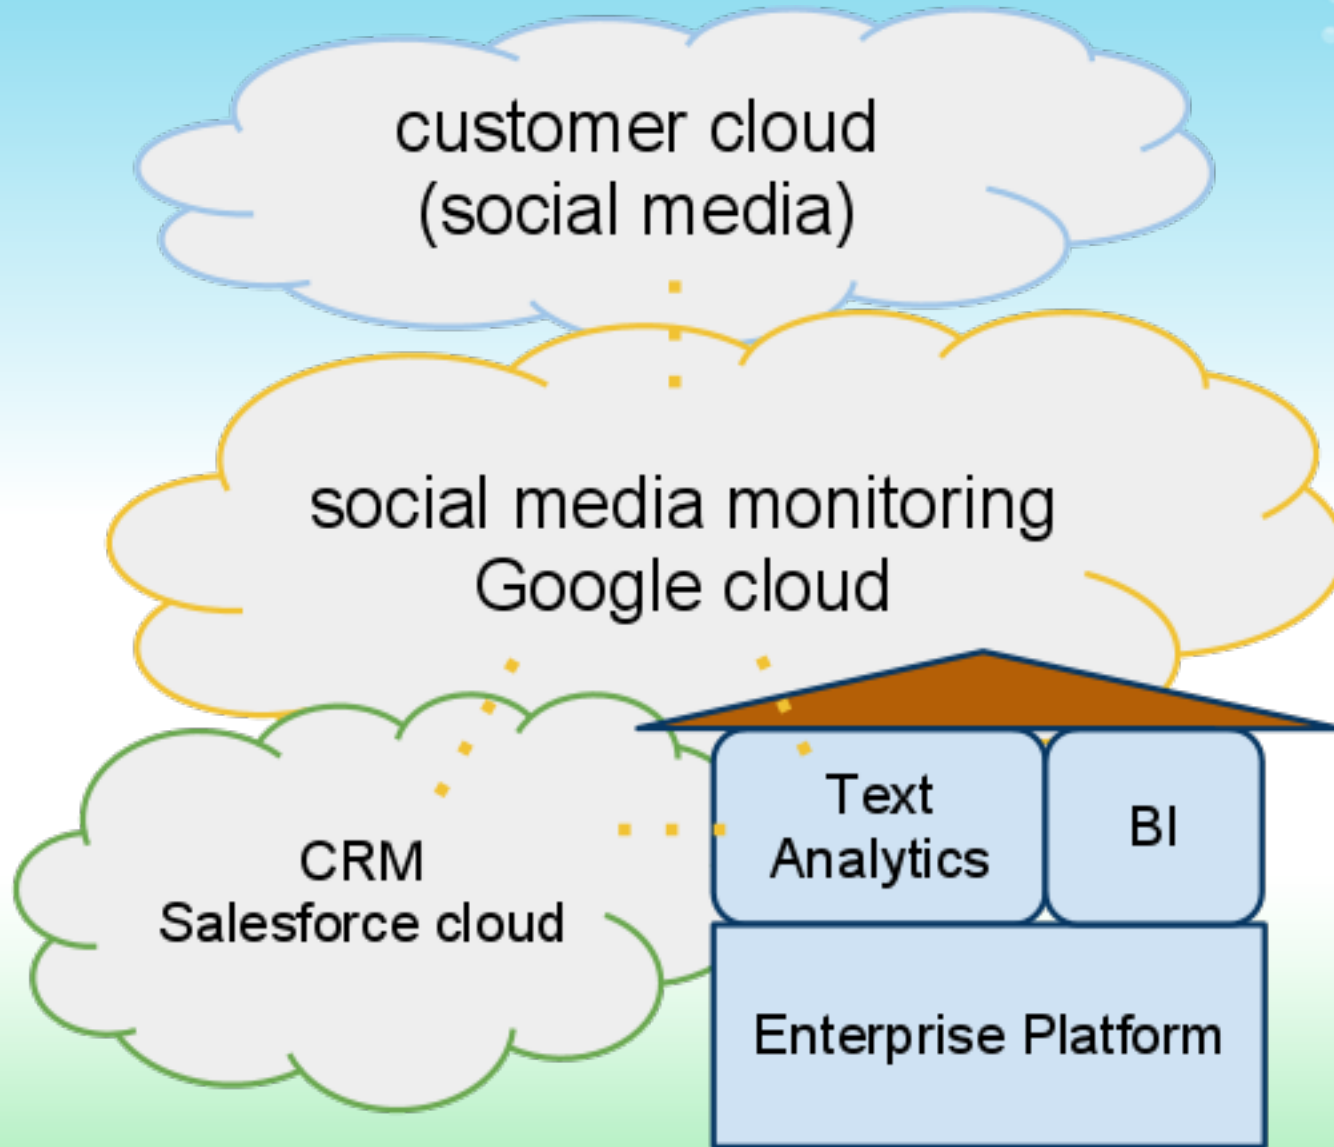 customer cloud
(social media)
social media monitoring
Google cloud
CRM
Salesforce cloud
Text
Analytics
BI
Enterprise Platform